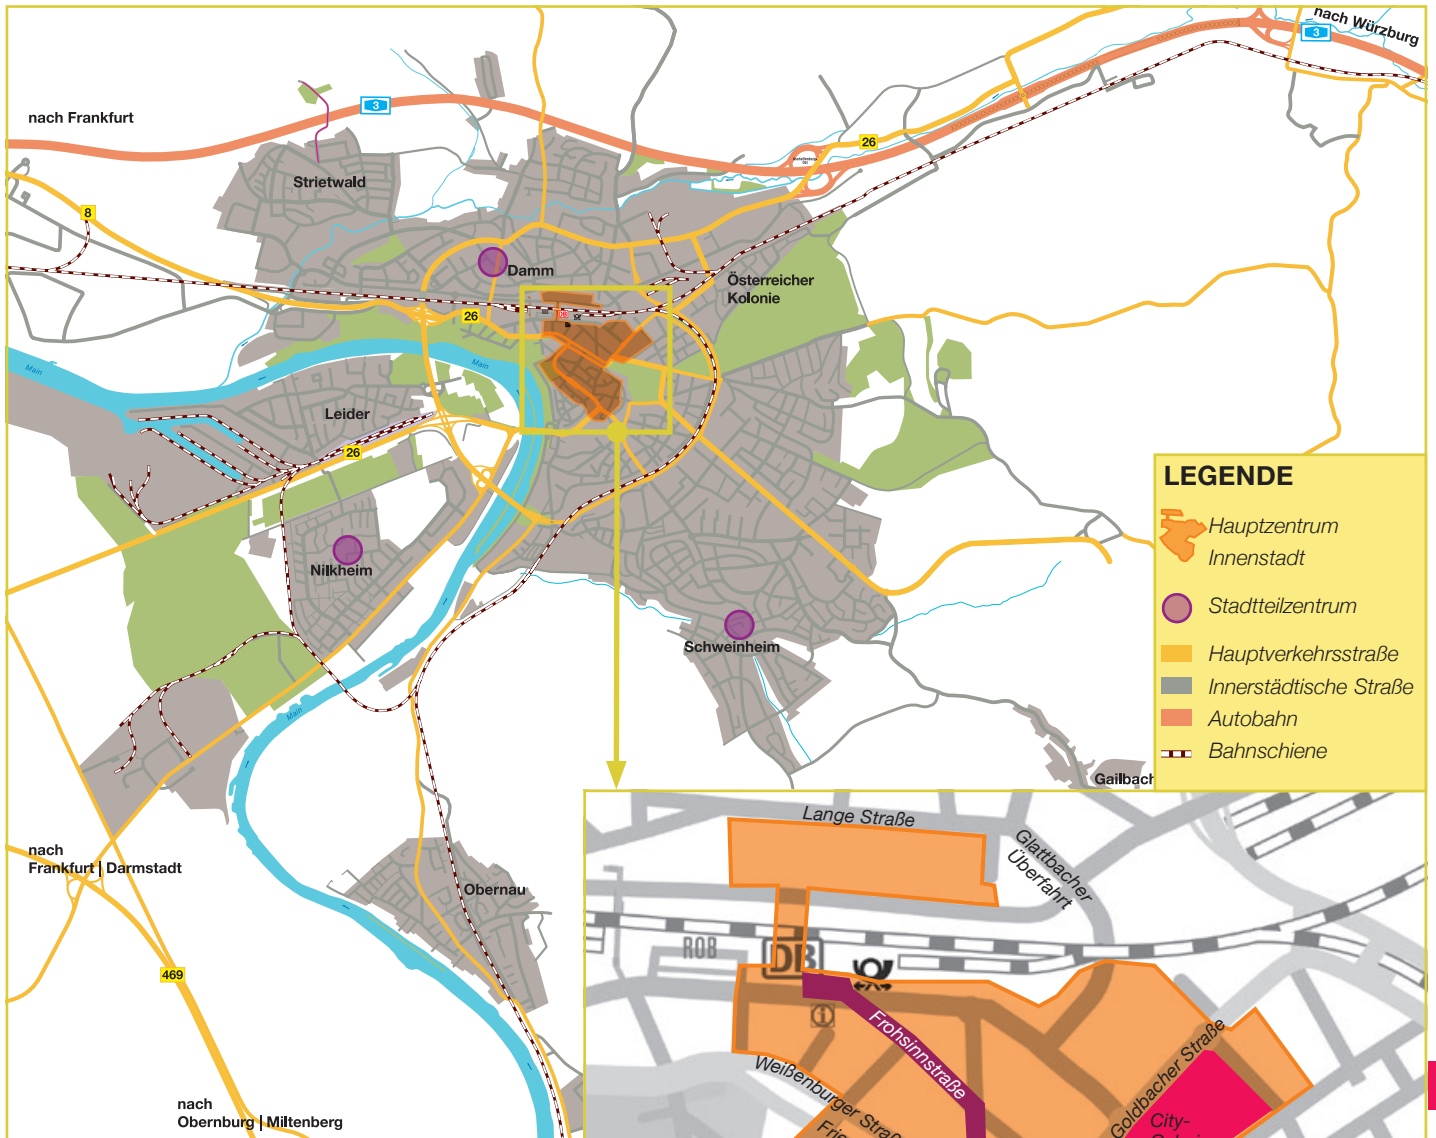 nach Würzburg
3
3
nach Frankfurt
26
Strietwald
8
Damm
Österreicher
Kolonie
26
DB
Main
Main
Leider
26
LEGENDE
Hauptzentrum
Innenstadt
Nilkheim
Stadtteilzentrum
Schweinheim
Hauptverkehrsstraße
Innerstädtische Straße
Main
Autobahn
Bahnschiene
Gailbach
Lange Straße
Glattbacher
Überfahrt
nach
Frankfurt | Darmstadt
Obernau
ROB
DB
469
i
Frohsinnstraße
Goldbacher Straße
Weißenburger Straße
nach
Obernburg | Miltenberg
City-